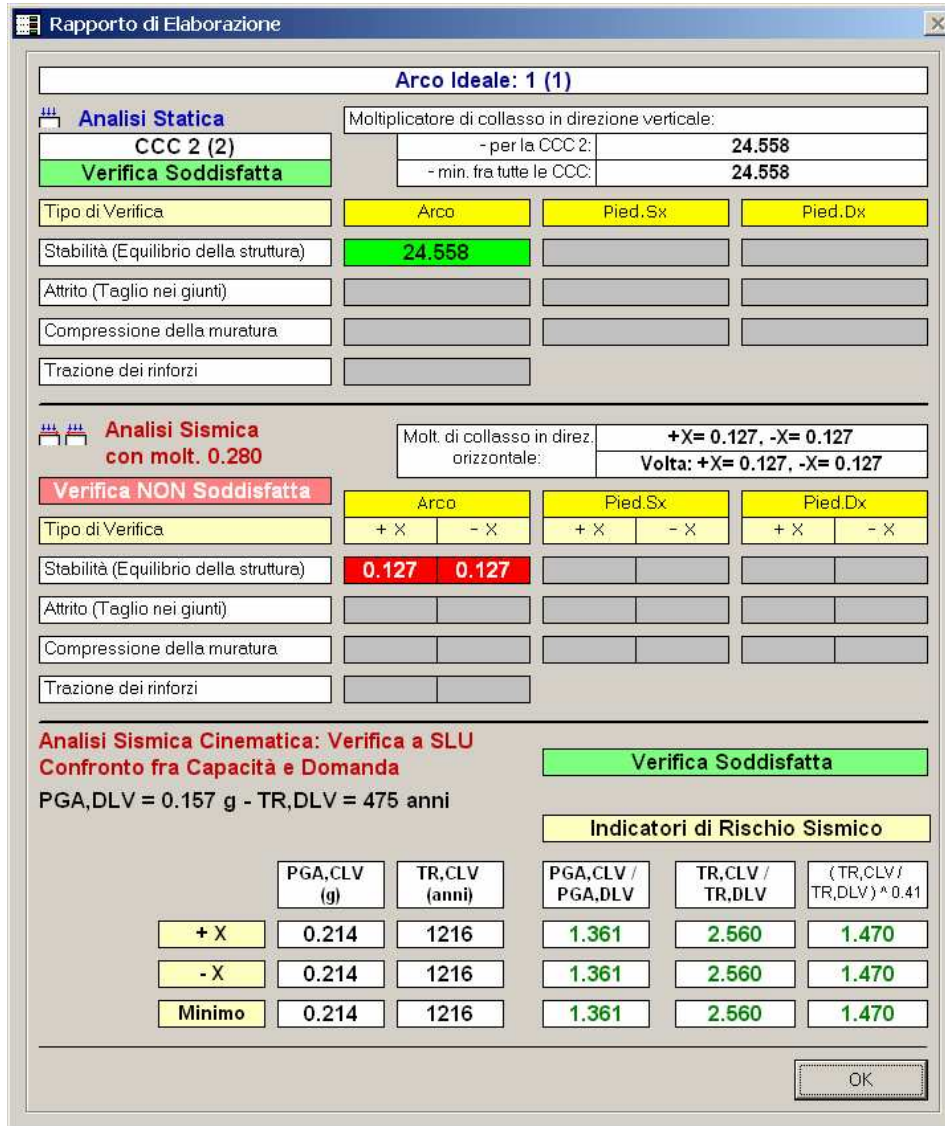 Rapporto di Elaborazione
Arco Ideale: 1 (1)
Analisi Statica
Moltiplicatore di collasso in direzione verticale:
CCC 2 (2)
- per la CCC 2: 24.558
Verifica Soddisfatta
- min. fra tutte le CCC: 24.558
Tipo di Verifica Arco Pied.Sx Pied.Dx
Stabilità (Equilibrio della struttura) 24.558
Attrito (Taglio nei giunti)
Compressione della muratura
Trazione dei rinforzi
Analisi Sismica
con molt. 0.280
Molt. di collasso in direz.
orizzontale:
+X= 0.127, -X= 0.127
Volta: +X= 0.127, -X= 0.127
Verifica NON Soddisfatta
Arco Pied.Sx Pied.Dx
Tipo di Verifica + X - X + X - X + X - X
Stabilità (Equilibrio della struttura) 0.127 0.127
Attrito (Taglio nei giunti)
Compressione della muratura
Trazione dei rinforzi
Analisi Sismica Cinematica: Verifica a SLU
Confronto fra Capacità e Domanda
Verifica Soddisfatta
PGA,DLV = 0.157 g - TR,DLV = 475 anni
Indicatori di Rischio Sismico
PGA,CLV
(g)
TR,CLV
(anni)
PGA,CLV /
PGA,DLV
TR,CLV /
TR,DLV
(TR,CLV /
TR,DLV) ^ 0.41
+ X 0.214 1216 1.361 2.560 1.470
- X 0.214 1216 1.361 2.560 1.470
Minimo 0.214 1216 1.361 2.560 1.470
OK